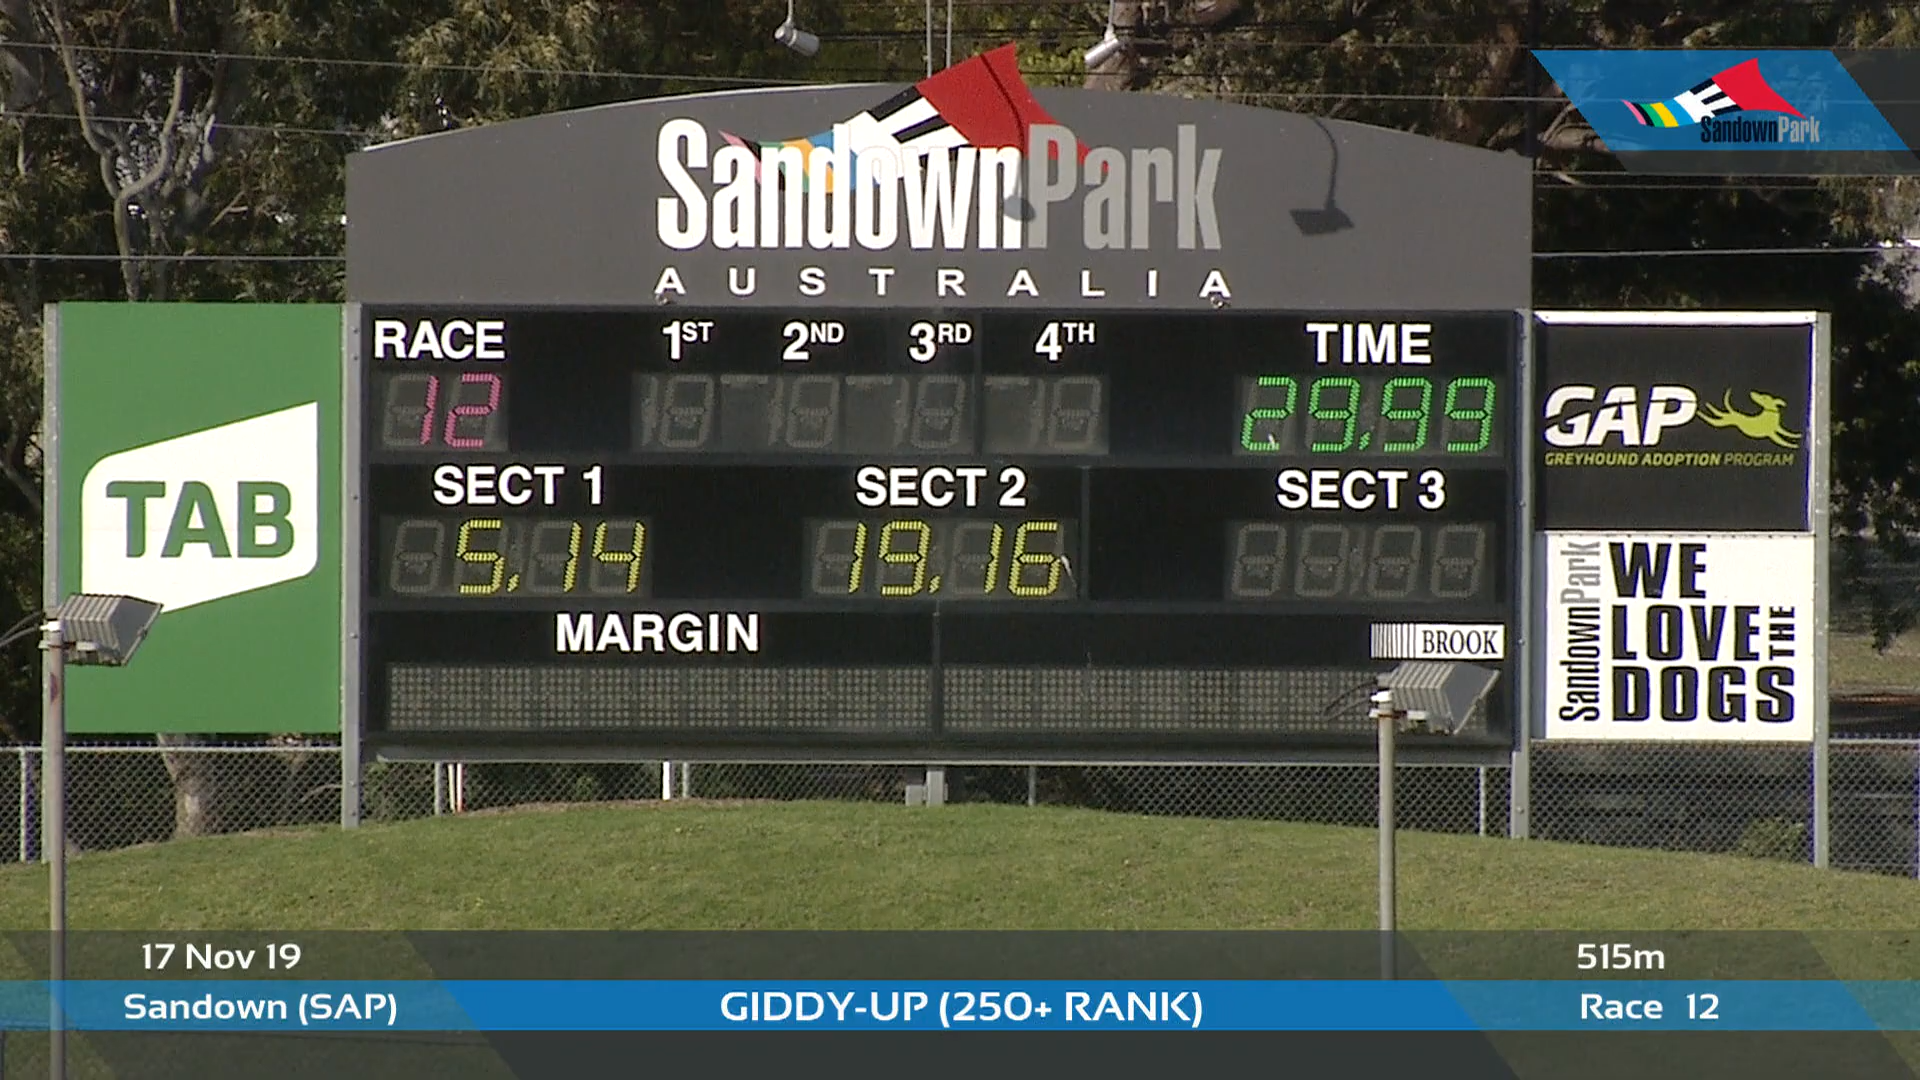 SandownPark
SandownPark
AUSTRALIA
RACE 1ST 2ND 3RD 4TH TIME
12 29.99
SECT 1 SECT 2 SECT 3
5.14 19.16
MARGIN
BROOK
TAB
GAP
GREYHOUND ADOPTION PROGRAM
SandownPark
WE
LOVE THE
DOGS
17 Nov 19 515m
Sandown (SAP) GIDDY-UP (250+ RANK) Race 12